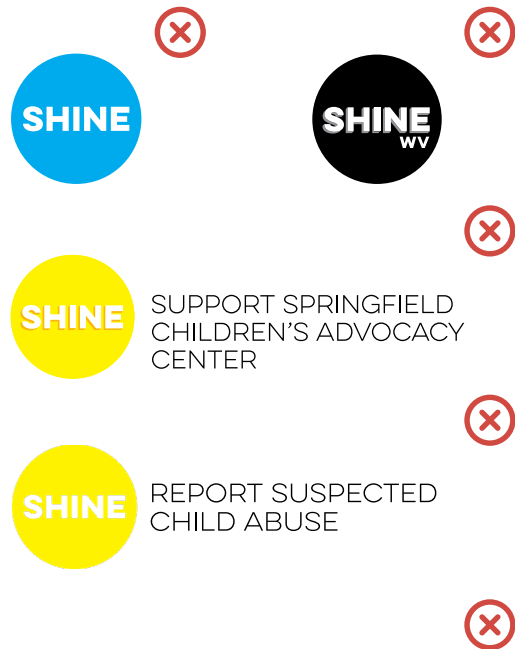 SHINE
SHINE
WV
SHINE
SUPPORT SPRINGFIELD
CHILDREN'S ADVOCACY
CENTER
SHINE
REPORT SUSPECTED
CHILD ABUSE